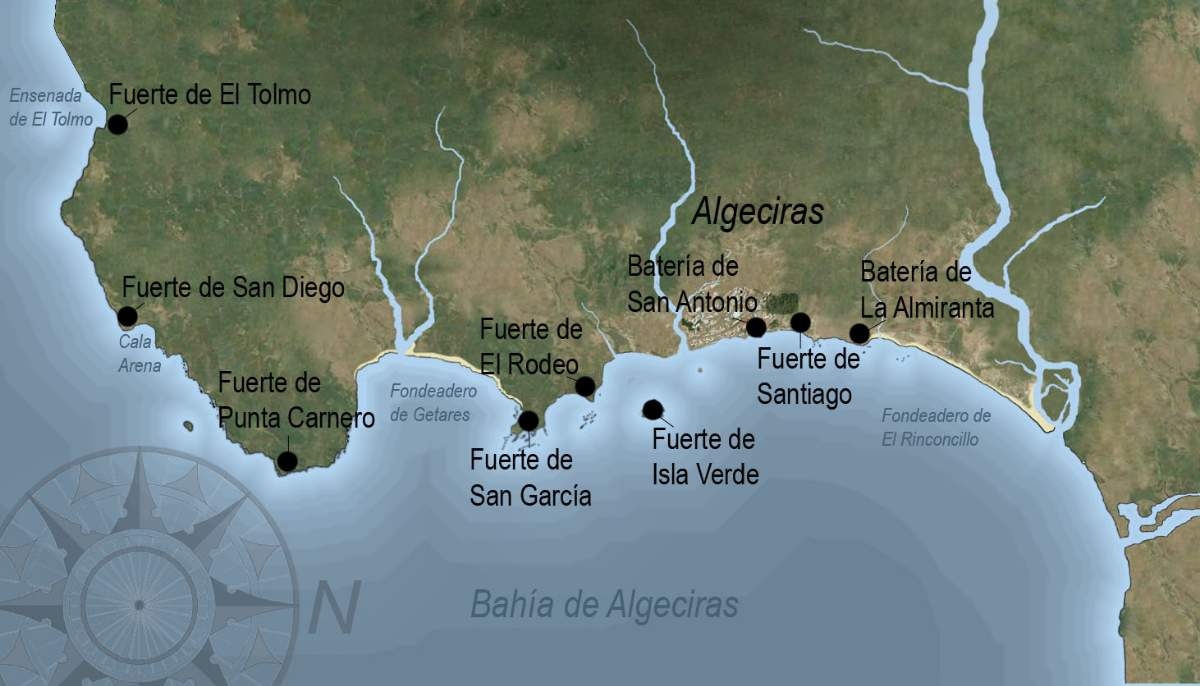 Ensenada
de El Tolmo
Fuerte de El Tolmo
Algeciras
Fuerte de San Diego
Cala
Arena
Batería de
San Antonio
Batería de
La Almiranta
Fuerte de
El Rodeo
Fuerte de
Santiago
Fuerte de
Punta Carnero
Fondeadero
de Getares
Fondeadero de
El Rinconcillo
Fuerte de
Isla Verde
Fuerte de
San García
N
Bahía de Algeciras